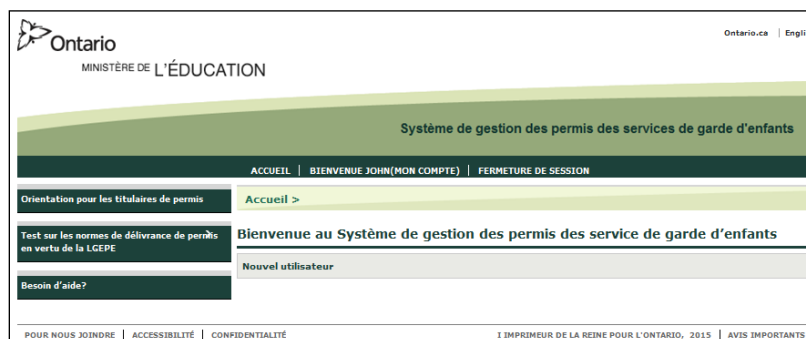 Ontario
Ontario.ca | Engli
MINISTÈRE DE L'ÉDUCATION
Système de gestion des permis des services de garde d'enfants
ACCUEIL | BIENVENUE JOHN(MON COMPTE) | FERMETURE DE SESSION
Orientation pour les titulaires de permis
Accueil >
Test sur les normes de délivrance de permis
en vertu de la LGEPE
Bienvenue au Système de gestion des permis des service de garde d'enfants
Nouvel utilisateur
Besoin d'aide?
POUR NOUS JOINDRE | ACCESSIBILITÉ | CONFIDENTIALITÉ
I IMPRIMEUR DE LA REINE POUR L'ONTARIO, 2015 | AVIS IMPORTANTS